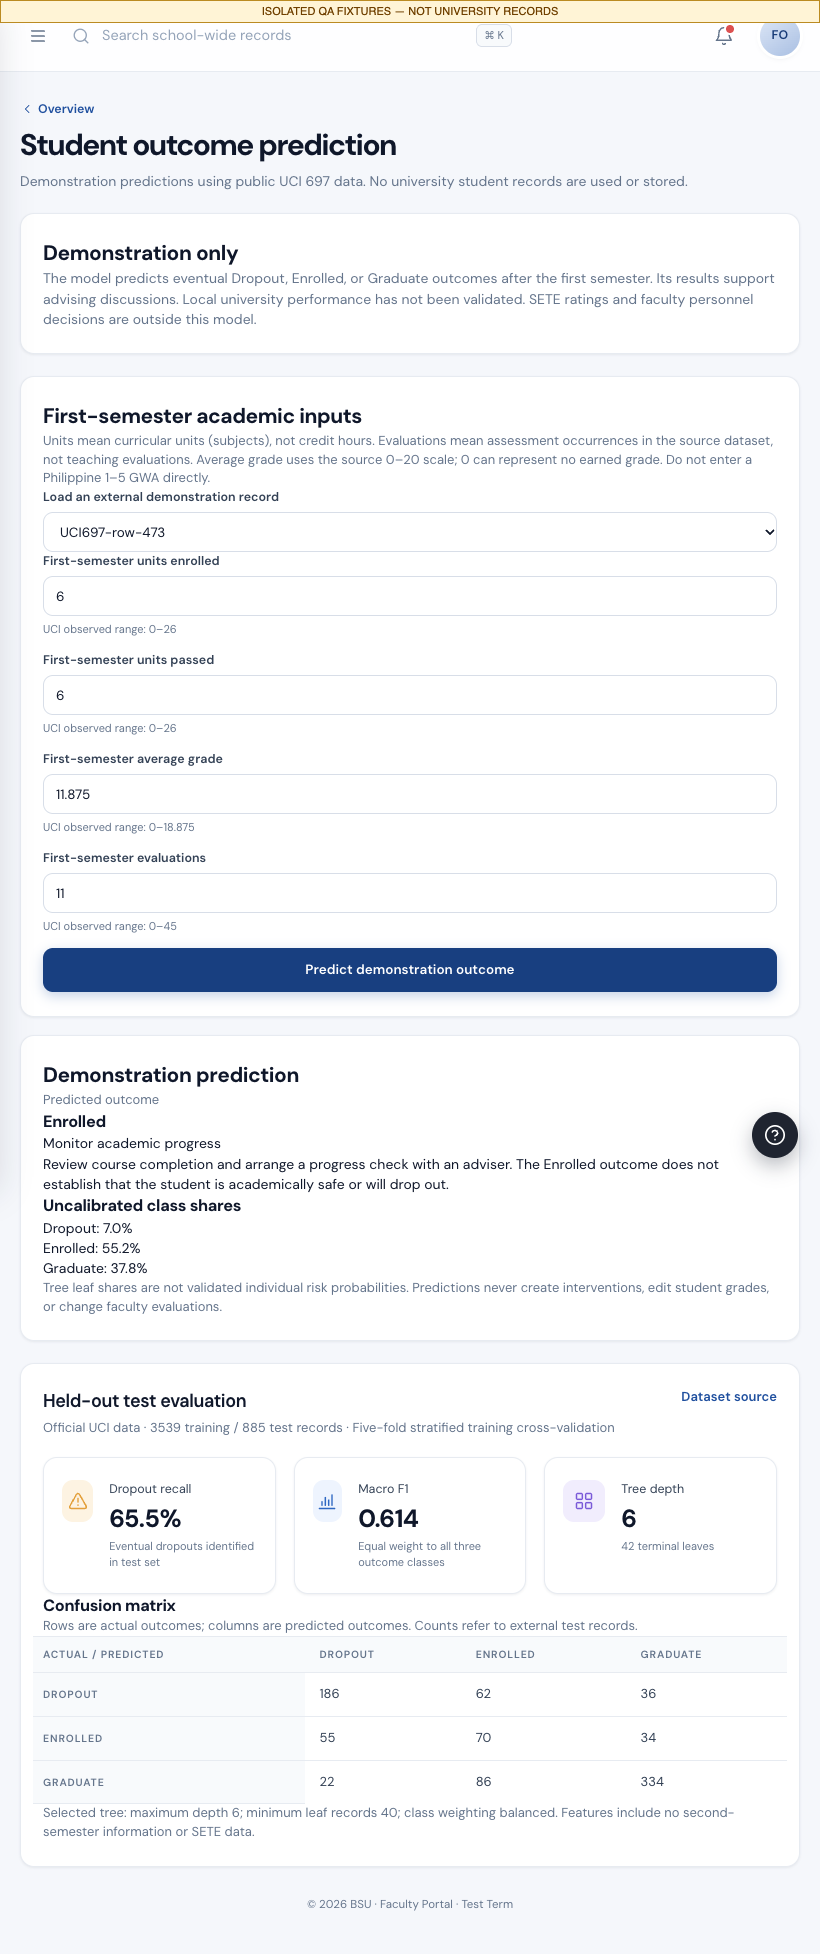 ISOLATED QA FIXTURES — NOT UNIVERSITY RECORDS
Search school-wide records
⌘ K
FO
Overview
Student outcome prediction
Demonstration predictions using public UCI 697 data. No university student records are used or stored.
Demonstration only
The model predicts eventual Dropout, Enrolled, or Graduate outcomes after the first semester. Its results support
advising discussions. Local university performance has not been validated. SETE ratings and faculty personnel
decisions are outside this model.
First-semester academic inputs
Units mean curricular units (subjects), not credit hours. Evaluations mean assessment occurrences in the source dataset,
not teaching evaluations. Average grade uses the source 0–20 scale; 0 can represent no earned grade. Do not enter a
Philippine 1–5 GWA directly.
Load an external demonstration record
UCI697-row-473
First-semester units enrolled
6
UCI observed range: 0–26
First-semester units passed
6
UCI observed range: 0–26
First-semester average grade
11.875
UCI observed range: 0–18.875
First-semester evaluations
11
UCI observed range: 0–45
Predict demonstration outcome
Demonstration prediction
Predicted outcome
Enrolled
Monitor academic progress
Review course completion and arrange a progress check with an adviser. The Enrolled outcome does not
establish that the student is academically safe or will drop out.
Uncalibrated class shares
Dropout: 7.0%
Enrolled: 55.2%
Graduate: 37.8%
Tree leaf shares are not validated individual risk probabilities. Predictions never create interventions, edit student grades,
or change faculty evaluations.
Held-out test evaluation
Dataset source
Official UCI data · 3539 training / 885 test records · Five-fold stratified training cross-validation
Dropout recall
65.5%
Eventual dropouts identified
in test set
Macro F1
0.614
Equal weight to all three
outcome classes
Tree depth
6
42 terminal leaves
Confusion matrix
Rows are actual outcomes; columns are predicted outcomes. Counts refer to external test records.
ACTUAL / PREDICTED DROPOUT ENROLLED GRADUATE
DROPOUT 186 62 36
ENROLLED 55 70 34
GRADUATE 22 86 334
Selected tree: maximum depth 6; minimum leaf records 40; class weighting balanced. Features include no second-
semester information or SETE data.
© 2026 BSU · Faculty Portal · Test Term